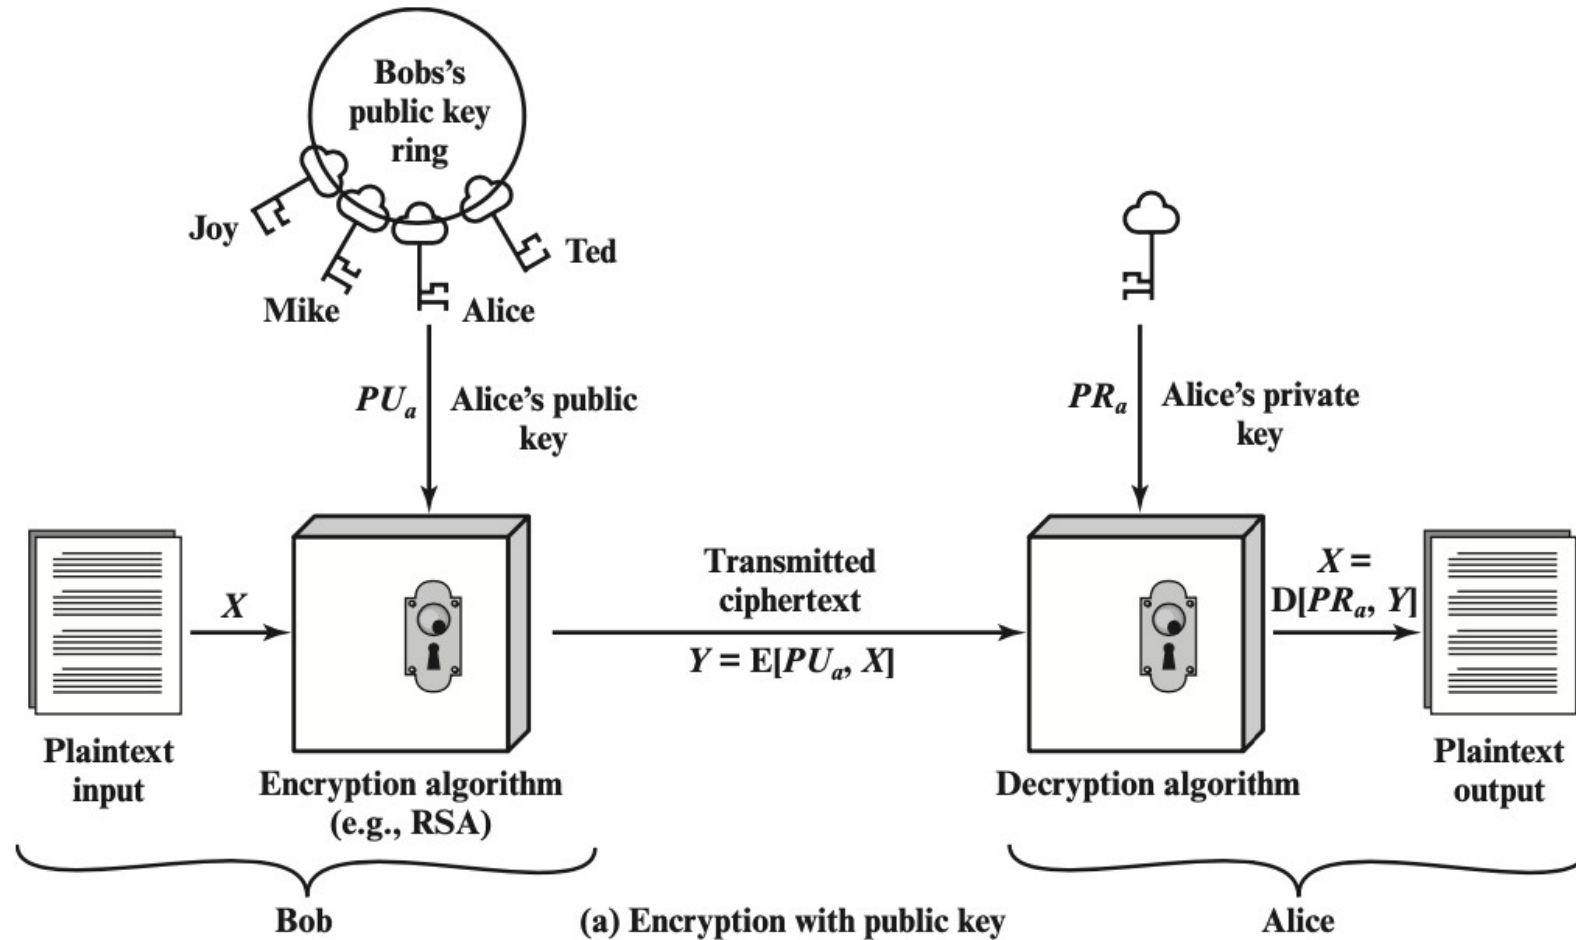 Bobs's
public key
ring
Joy
Ted
Mike
Alice
PUa
Alice's public
key
PRa
Alice's private
key
X
Transmitted
ciphertext
Y = E[PUa, X]
X =
D[PRa, Y]
Plaintext
input
Encryption algorithm
(e.g., RSA)
Decryption algorithm
Plaintext
output
Bob
(a) Encryption with public key
Alice